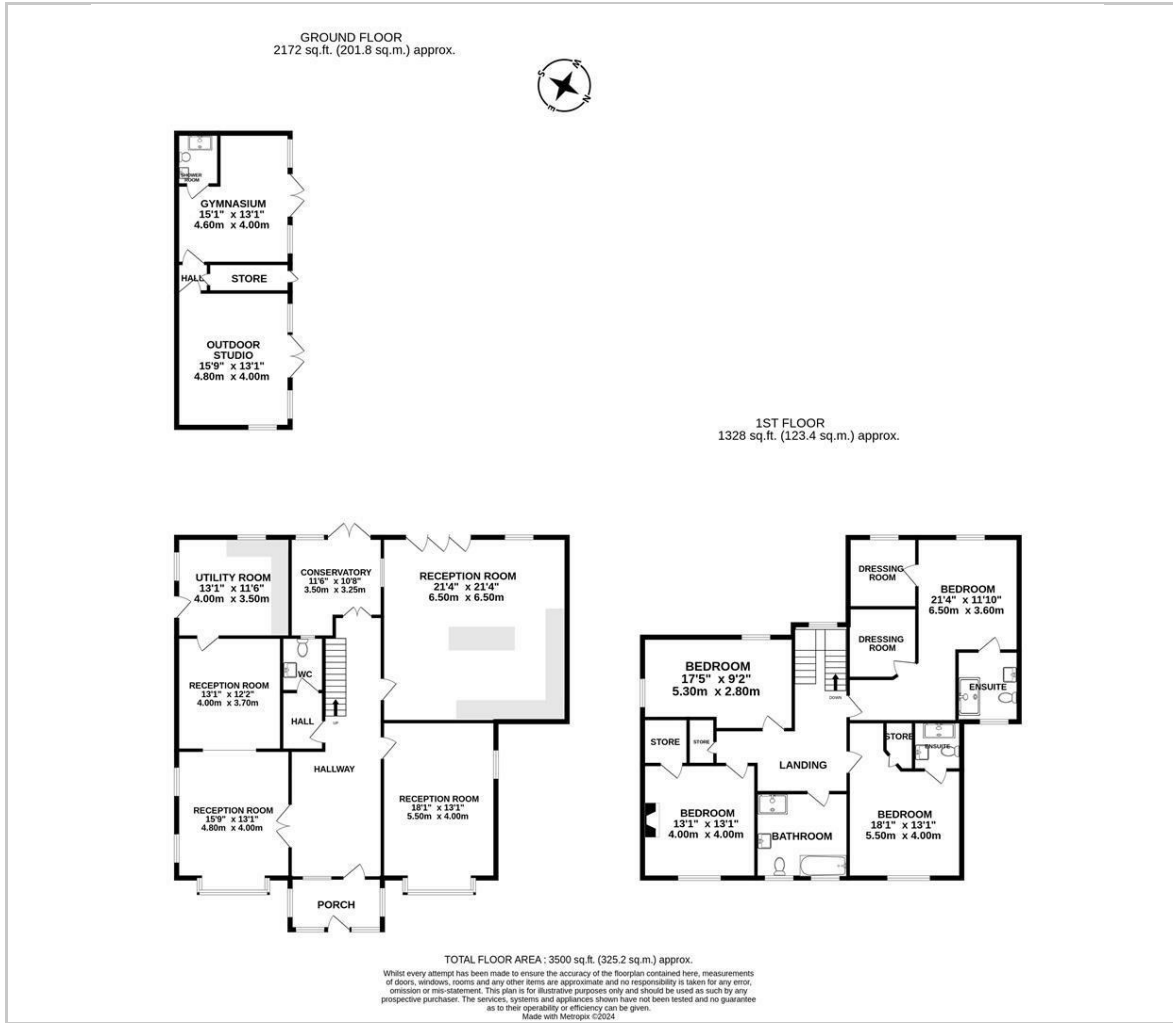 GROUND FLOOR
2172 sq.ft. (201.8 sq.m.) approx.
S
W
E
N
SHOWER
ROOM
GYMNASIUM
15'1" x 13'1"
4.60m x 4.00m
HALL
STORE
OUTDOOR
STUDIO
15'9" x 13'1"
4.80m x 4.00m
UTILITY ROOM
13'1" x 11'6"
4.00m x 3.50m
CONSERVATORY
11'6" x 10'8"
3.50m x 3.25m
RECEPTION ROOM
21'4" x 21'4"
6.50m x 6.50m
RECEPTION ROOM
13'1" x 12'2"
4.00m x 3.70m
WC
HALL
UP
HALLWAY
RECEPTION ROOM
15'9" x 13'1"
4.80m x 4.00m
RECEPTION ROOM
18'1" x 13'1"
5.50m x 4.00m
PORCH
1ST FLOOR
1328 sq.ft. (123.4 sq.m.) approx.
DRESSING
ROOM
BEDROOM
21'4" x 11'10"
6.50m x 3.60m
DRESSING
ROOM
ENSUITE
BEDROOM
17'5" x 9'2"
5.30m x 2.80m
DOWN
STORE
STORE
LANDING
STORE
ENSUITE
BEDROOM
13'1" x 13'1"
4.00m x 4.00m
BATHROOM
BEDROOM
18'1" x 13'1"
5.50m x 4.00m
TOTAL FLOOR AREA : 3500 sq.ft. (325.2 sq.m.) approx.
Whilst every attempt has been made to ensure the accuracy of the floorplan contained here, measurements
of doors, windows, rooms and any other items are approximate and no responsibility is taken for any error,
omission or mis-statement. This plan is for illustrative purposes only and should be used as such by any
prospective purchaser. The services, systems and appliances shown have not been tested and no guarantee
as to their operability or efficiency can be given.
Made with Metropix ©2024